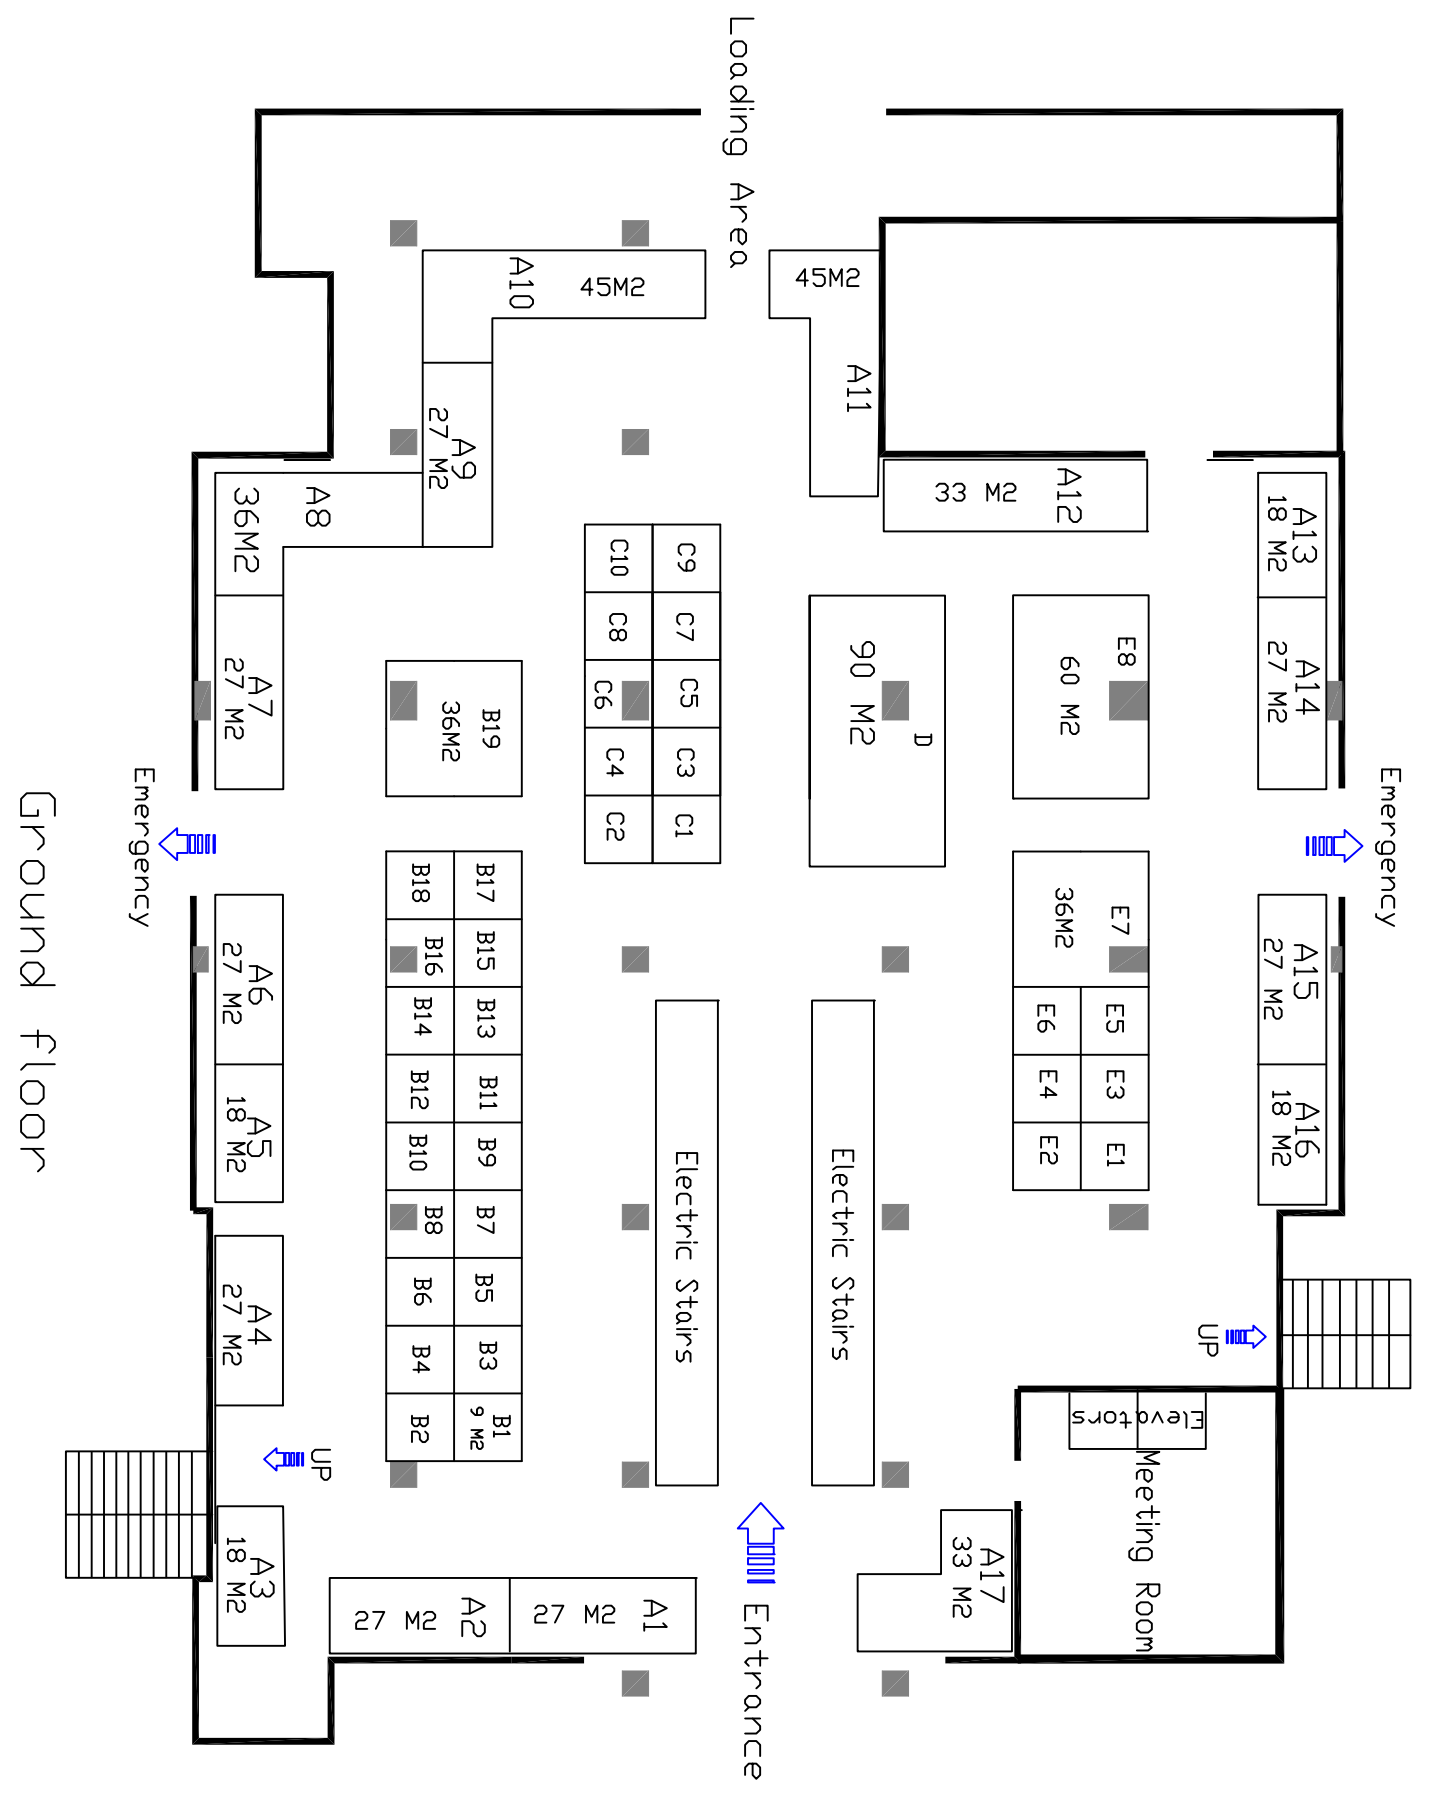 Loading Area
A10
45M2
45M2
A11
A9
27 M2
A8
36M2
A12
33 M2
A13
18 M2
A14
27 M2
A7
27 M2
C10
C9
C8
C7
C6
C5
C4
C3
C2
C1
B19
36M2
90 M2
D
E8
60 M2
Emergency
Emergency
Ground floor
B18
B17
B16
B15
B14
B13
B12
B11
B10
B9
B8
B7
B6
B5
B4
B3
B2
B1
9 M2
E7
36M2
E6
E5
E4
E3
E2
E1
A15
27 M2
A16
18 M2
A6
27 M2
A5
18 M2
A4
27 M2
Electric Stairs
Electric Stairs
UP
UP
Elevators
Meeting Room
A3
18 M2
A2
27 M2
A1
27 M2
A17
33 M2
Entrance